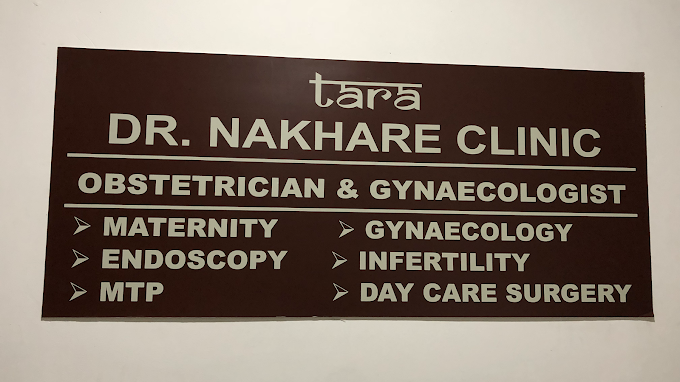 tara
DR. NAKHARE CLINIC
OBSTETRICIAN & GYNAECOLOGIST
➢ MATERNITY ➢ GYNAECOLOGY
➢ ENDOSCOPY ➢ INFERTILITY
➢ MTP ➢ DAY CARE SURGERY